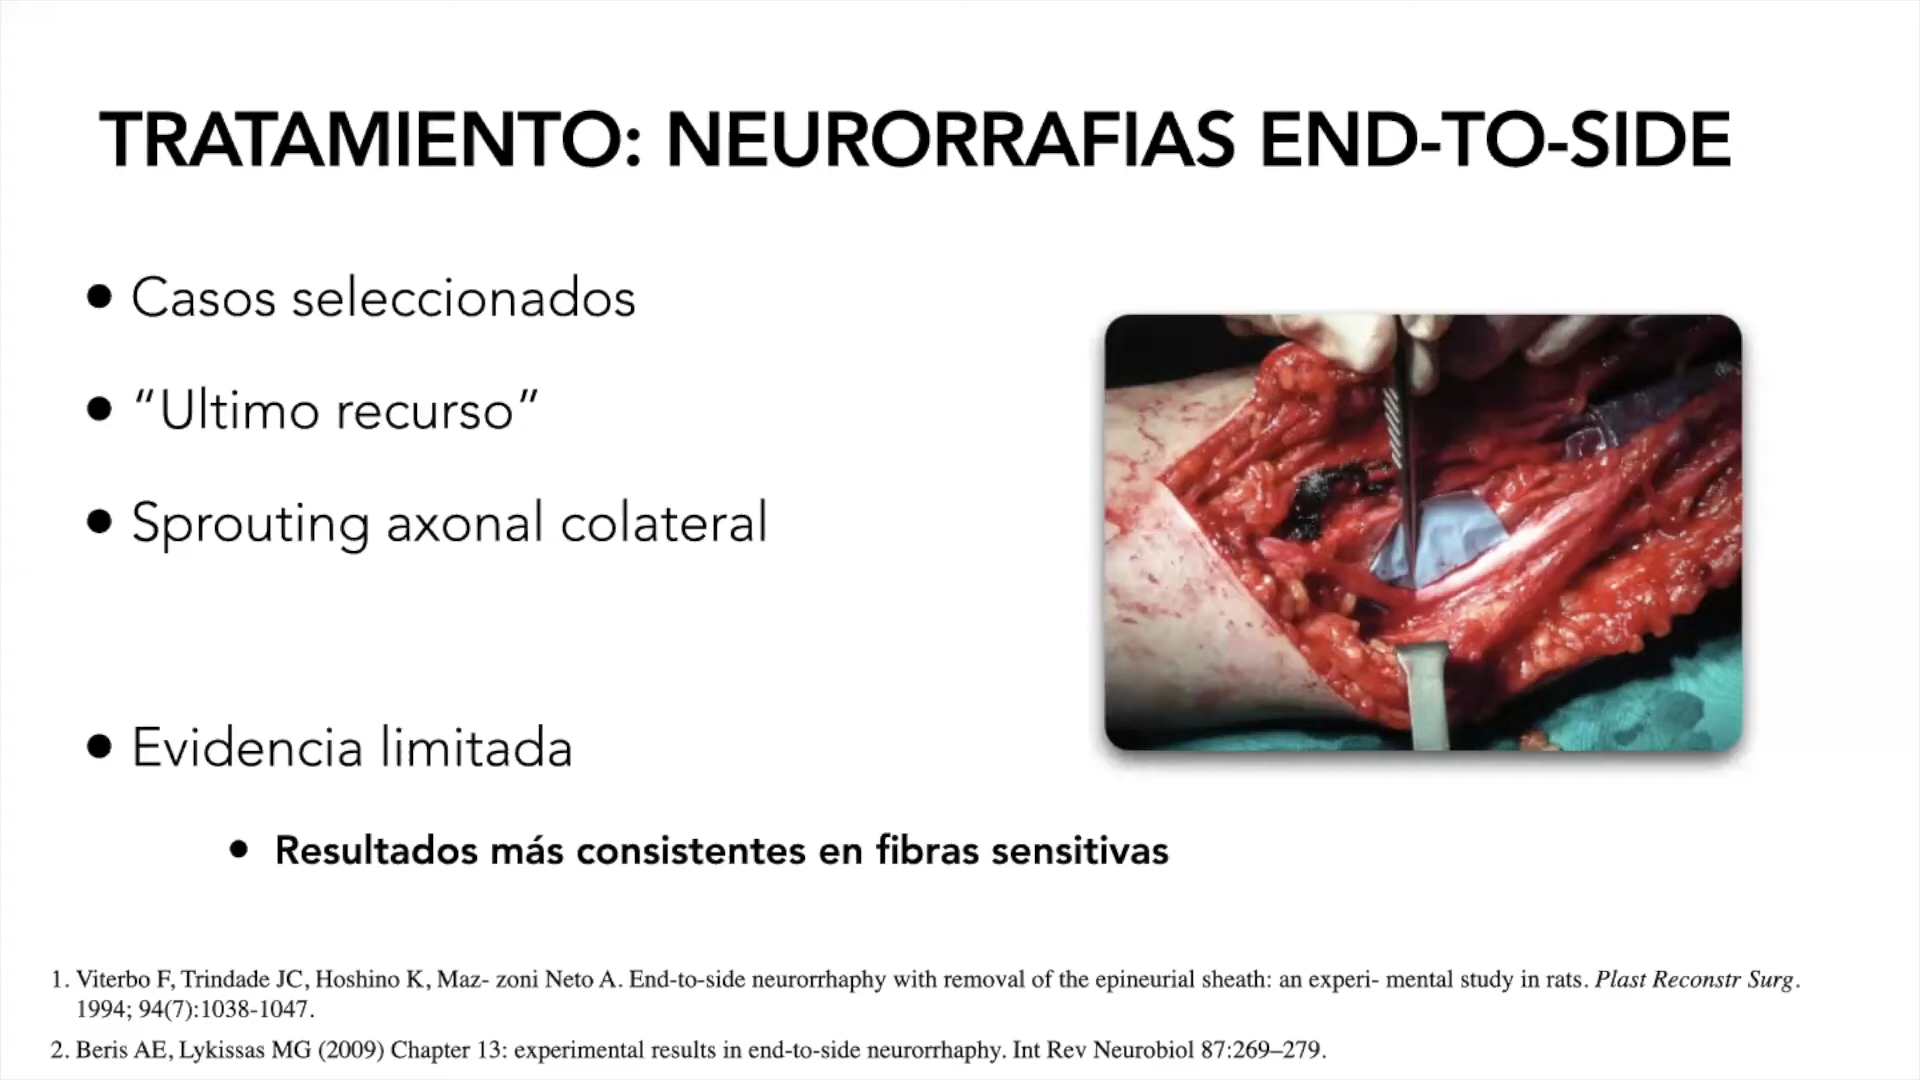 TRATAMIENTO: NEURORRAFIAS END-TO-SIDE
• Casos seleccionados
• “Ultimo recurso”
• Sprouting axonal colateral
• Evidencia limitada
• Resultados más consistentes en fibras sensitivas
1. Viterbo F, Trindade JC, Hoshino K, Maz- zoni Neto A. End-to-side neurorrhaphy with removal of the epineurial sheath: an experi- mental study in rats. Plast Reconstr Surg.
1994; 94(7):1038-1047.
2. Beris AE, Lykissas MG (2009) Chapter 13: experimental results in end-to-side neurorrhaphy. Int Rev Neurobiol 87:269–279.